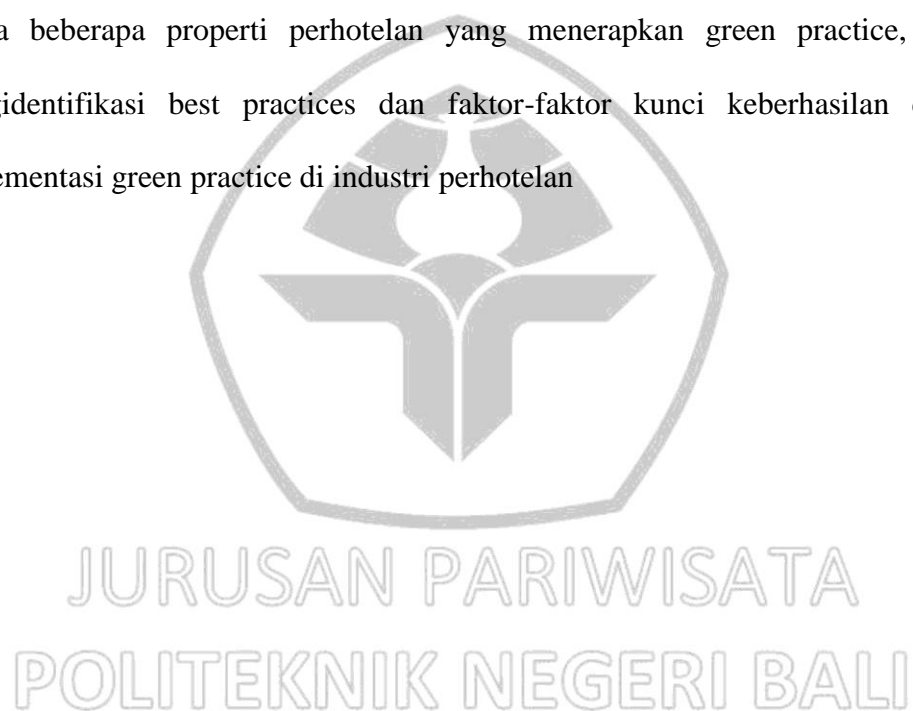 a beberapa properti perhotelan yang menerapkan green practice,
gidentifikasi best practices dan faktor-faktor kunci keberhasilan
ementasi green practice di industri perhotelan
JURUSAN PARIWISATA
POLITEKNIK NEGERI BALI